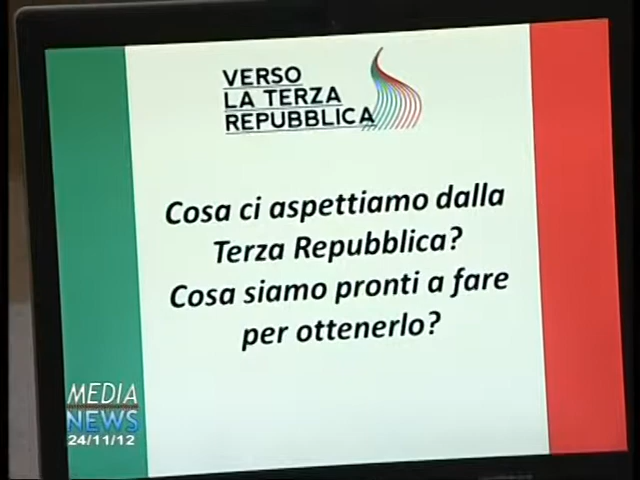 VERSO
LA TERZA
REPUBBLICA
Cosa ci aspettiamo dalla
Terza Repubblica?
Cosa siamo pronti a fare
per ottenerlo?
MEDIA
NEWS
24/11/12